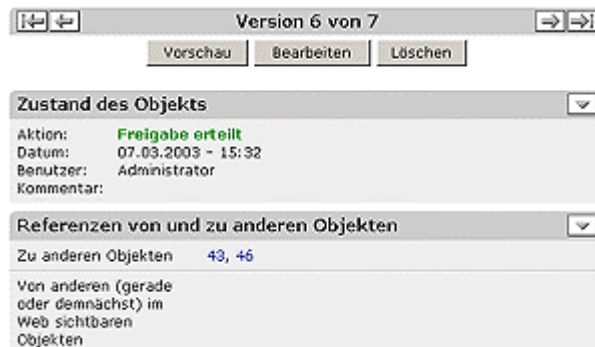 Version 6 von 7
Vorschau Bearbeiten Löschen
Zustand des Objekts
Aktion: Freigabe erteilt
Datum: 07.03.2003 - 15:32
Benutzer: Administrator
Kommentar:
Referenzen von und zu anderen Objekten
Zu anderen Objekten 43, 46
Von anderen (gerade
oder demnächst) im
Web sichtbaren
Objekten